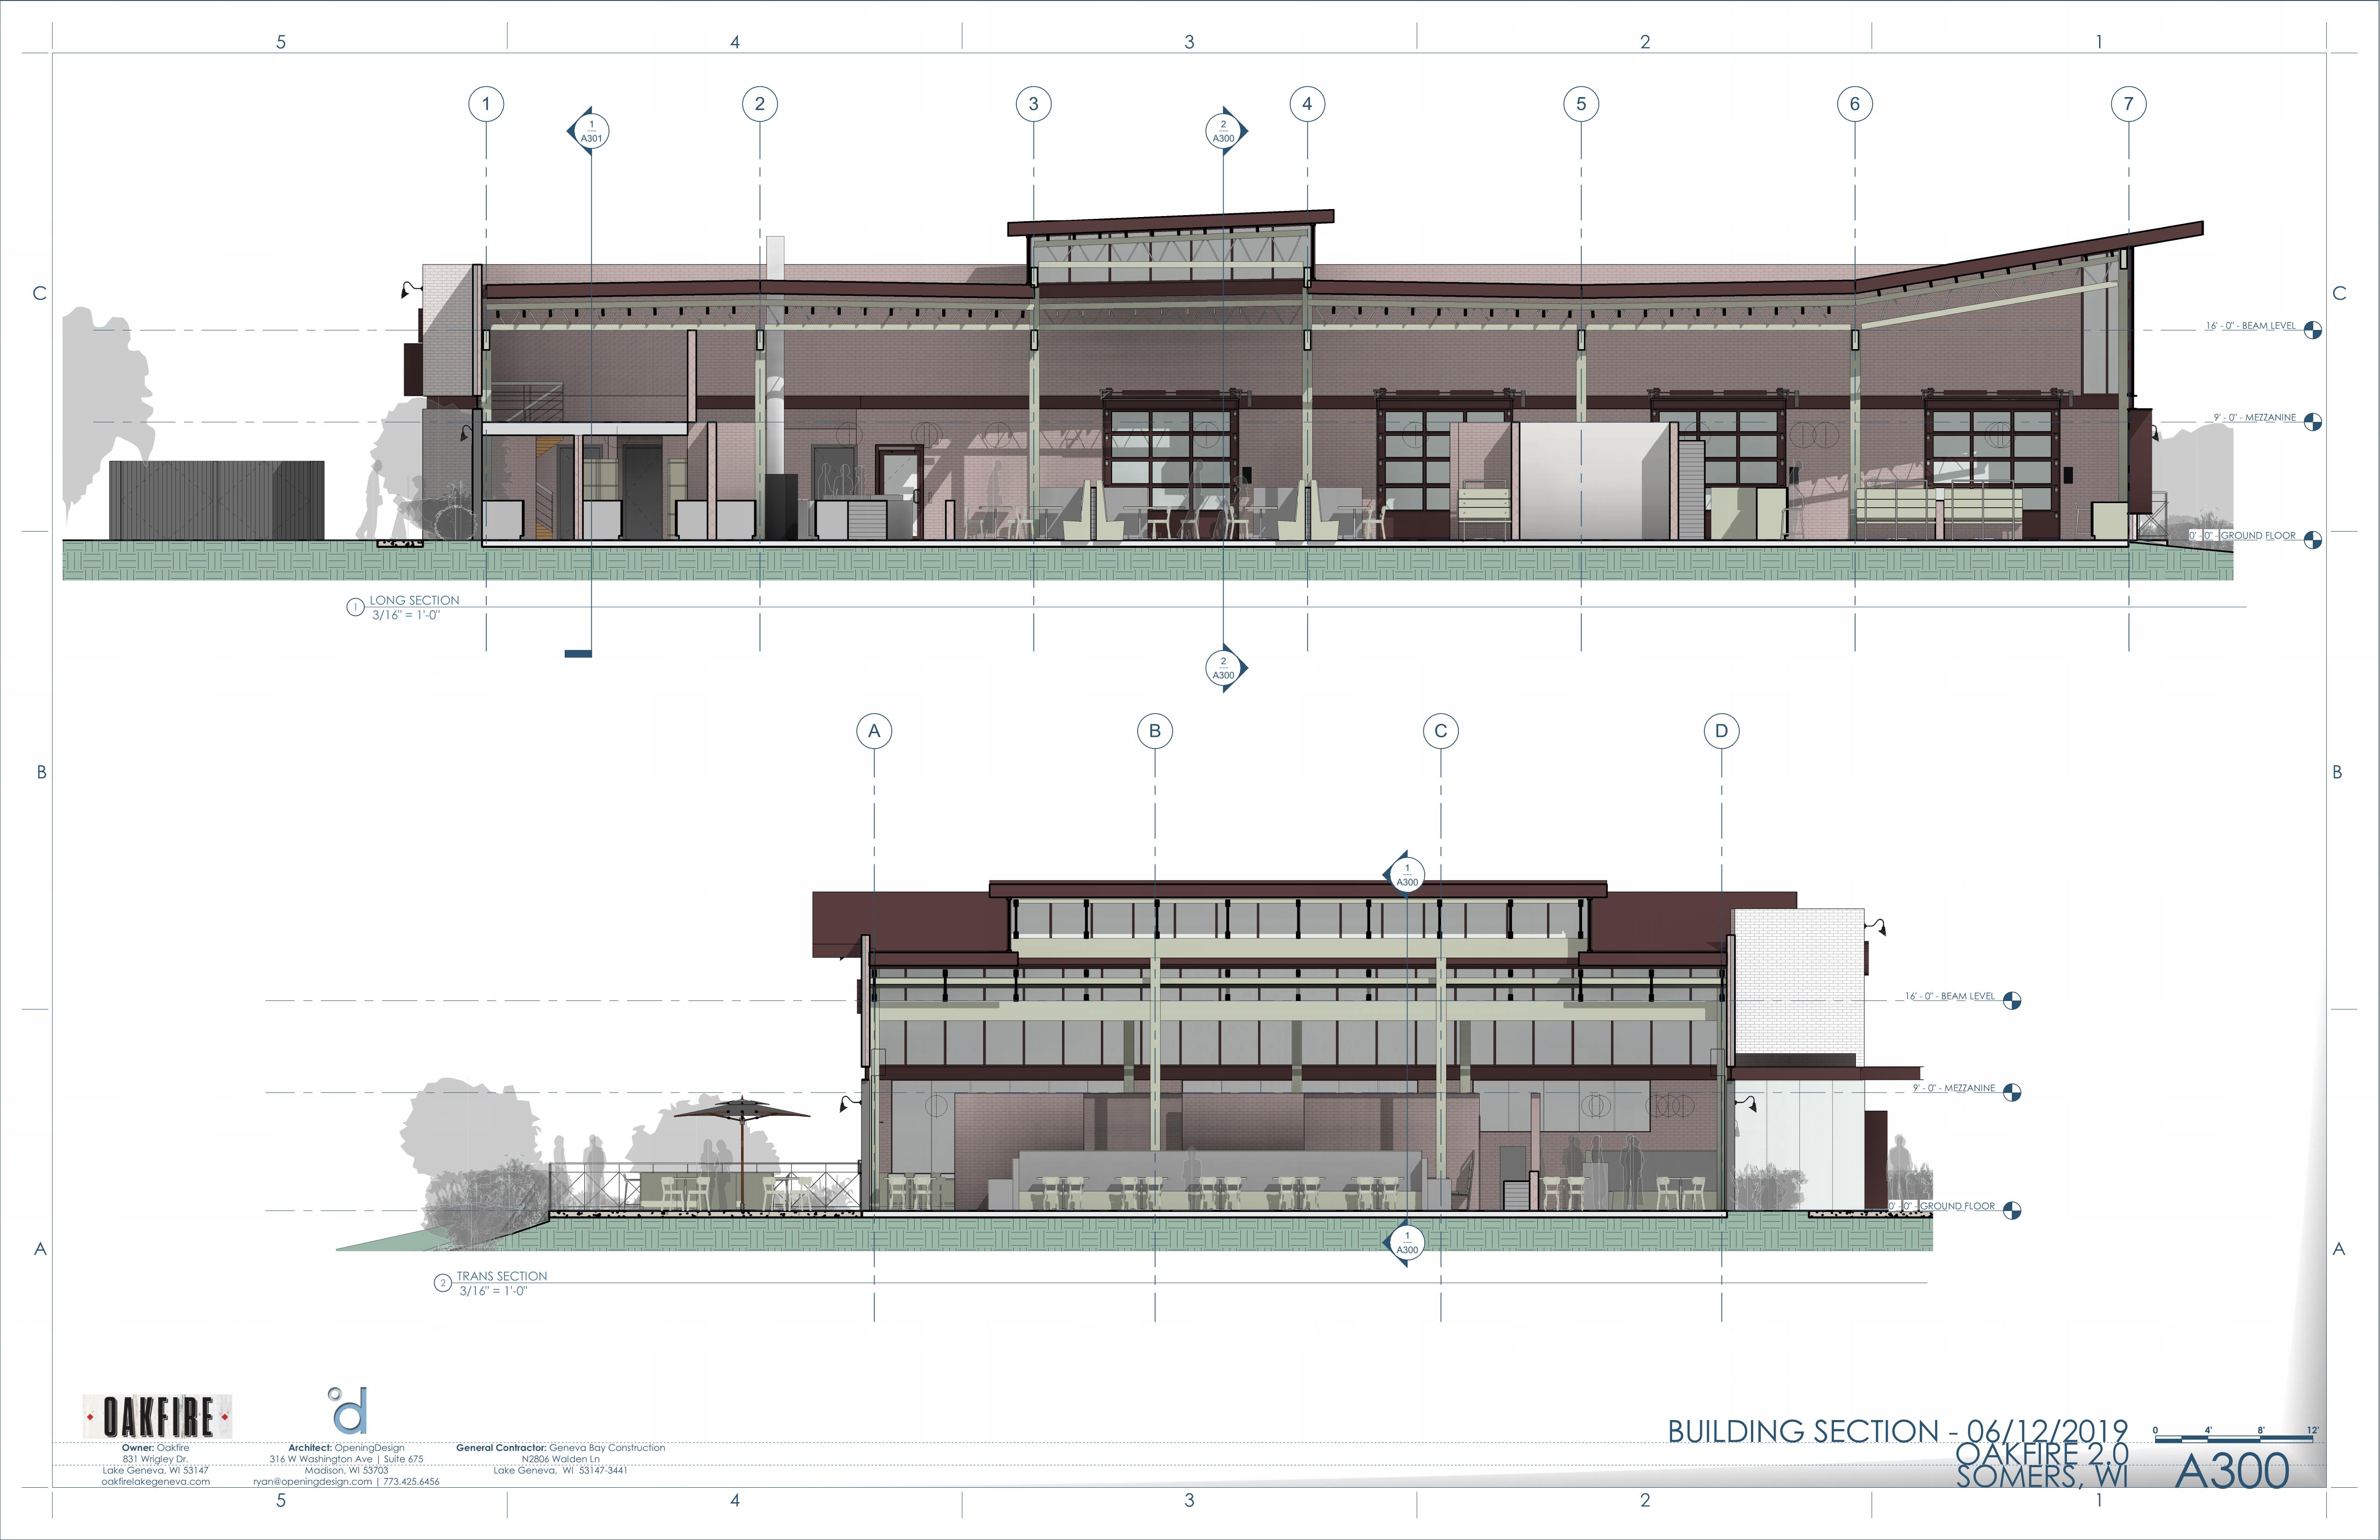 5 4 3 2 1
1 2 3 4 5 6 7
1
A301
2
A300
C C
16' - 0" - BEAM LEVEL
9' - 0" - MEZZANINE
0' - 0" - GROUND FLOOR
1 LONG SECTION
3/16" = 1'-0"
2
A300
A B C D
B B
1
A300
16' - 0" - BEAM LEVEL
9' - 0" - MEZZANINE
0' - 0" - GROUND FLOOR
1
A300
A A
2 TRANS SECTION
3/16" = 1'-0"
OAKFIRE
Owner: Oakfire
831 Wrigley Dr.
Lake Geneva, WI 53147
oakfirelakegeneva.com
d
Architect: OpeningDesign
316 W Washington Ave | Suite 675
Madison, WI 53703
ryan@openingdesign.com | 773.425.6456
General Contractor: Geneva Bay Construction
N2806 Walden Ln
Lake Geneva, WI 53147-3441
BUILDING SECTION - 06/12/2019
OAKFIRE 2.0
SOMERS, WI
0 4' 8' 12'
A300
5 4 3 2 1